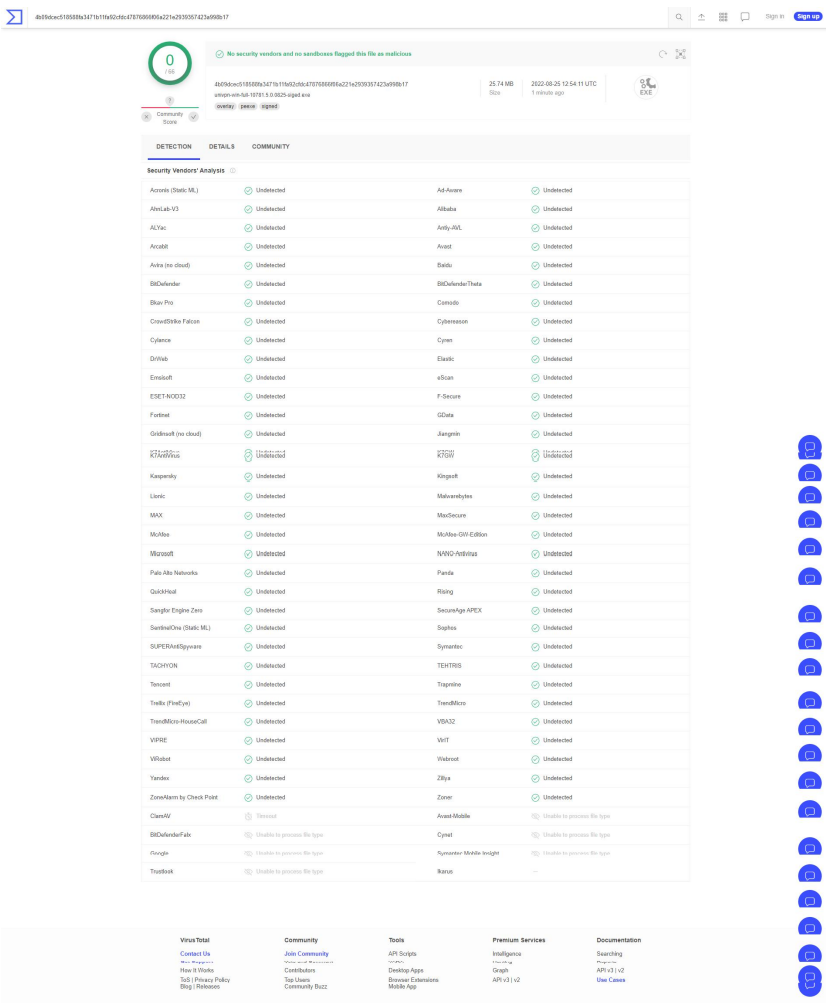 4b09dcec518588fa3471b11fa92cfdc47876866f06a221e2939357423a998b17
Sign in
Sign up
0
/ 65
?
Community
Score
No security vendors and no sandboxes flagged this file as malicious
4b09dcec518588fa3471b11fa92cfdc47876866f06a221e2939357423a998b17
overlay peexe signed
25.74 MB
Size
2022-08-25 12:54:11 UTC
1 minute ago
EXE
DETECTION DETAILS COMMUNITY
Security Vendors' Analysis
Acronis (Static ML) Undetected Ad-Aware Undetected
AhnLab-V3 Undetected Alibaba Undetected
ALYac Undetected Antiy-AVL Undetected
Arcabit Undetected Avast Undetected
Avira (no cloud) Undetected Baidu Undetected
BitDefender Undetected BitDefenderTheta Undetected
Bkav Pro Undetected Comodo Undetected
CrowdStrike Falcon Undetected Cybereason Undetected
Cylance Undetected Cyren Undetected
DrWeb Undetected Elastic Undetected
Emsisoft Undetected eScan Undetected
ESET-NOD32 Undetected F-Secure Undetected
Fortinet Undetected GData Undetected
Gridinsoft (no cloud) Undetected Jiangmin Undetected
K7AntiVirus Undetected K7GW Undetected
Kaspersky Undetected Kingsoft Undetected
Lionic Undetected Malwarebytes Undetected
MAX Undetected MaxSecure Undetected
McAfee Undetected McAfee-GW-Edition Undetected
Microsoft Undetected NANO-Antivirus Undetected
Palo Alto Networks Undetected Panda Undetected
QuickHeal Undetected Rising Undetected
Sangfor Engine Zero Undetected SecureAge APEX Undetected
SentinelOne (Static ML) Undetected Sophos Undetected
SUPERAntiSpyware Undetected Symantec Undetected
TACHYON Undetected TEHTRIS Undetected
Tencent Undetected Trapmine Undetected
Trellix (FireEye) Undetected TrendMicro Undetected
TrendMicro-HouseCall Undetected VBA32 Undetected
VIPRE Undetected VirIT Undetected
ViRobot Undetected Webroot Undetected
Yandex Undetected Zillya Undetected
ZoneAlarm by Check Point Undetected Zoner Undetected
ClamAV Timeout Avast-Mobile Unable to process file type
BitDefenderFalx Unable to process file type Cynet Unable to process file type
Google Unable to process file type Symantec Mobile Insight Unable to process file type
Trustlook Unable to process file type Ikarus —
VirusTotal Community Tools Premium Services Documentation
Contact Us Join Community API Scripts Intelligence Searching
How It Works Contributors Desktop Apps Graph API v3 | v2
ToS | Privacy Policy Top Users Browser Extensions API v3 | v2 Use Cases
Blog | Releases Community Buzz Mobile App